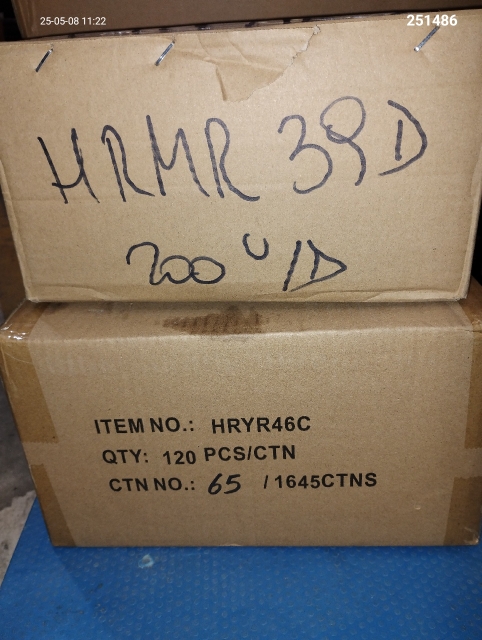 25-05-08 11:22
251486
HRMR 39D
200 U/D
ITEM NO.: HRYR46C
QTY: 120 PCS/CTN
CTN NO.: 65 / 1645CTNS